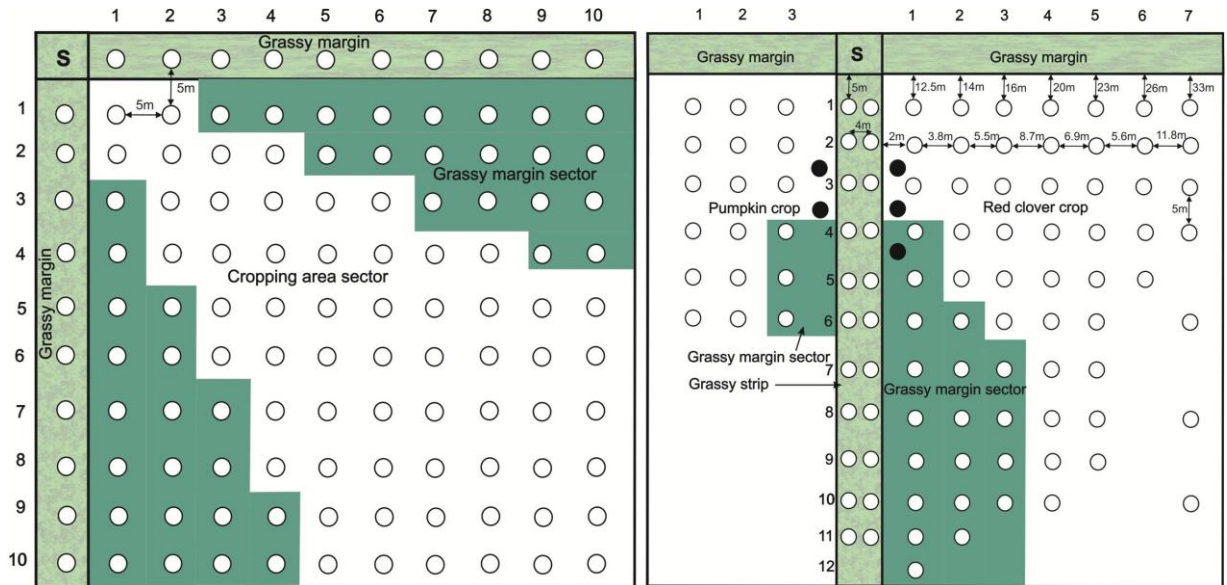 1 2 3 4 5 6 7 8 9 10
S
Grassy margin
5m
5m
1
2
3
4
5
6
7
8
9
10
Grassy margin
Grassy margin sector
Cropping area sector
1 2 3 S 1 2 3 4 5 6 7
Grassy margin
Grassy margin
5m 12.5m 14m 16m 20m 23m 26m 33m
4m
2m 3.8m 5.5m 8.7m 6.9m 5.6m 11.8m
5m
1
2
3
4
5
6
7
8
9
10
11
12
Pumpkin crop
Red clover crop
Grassy margin sector
Grassy strip
Grassy margin sector